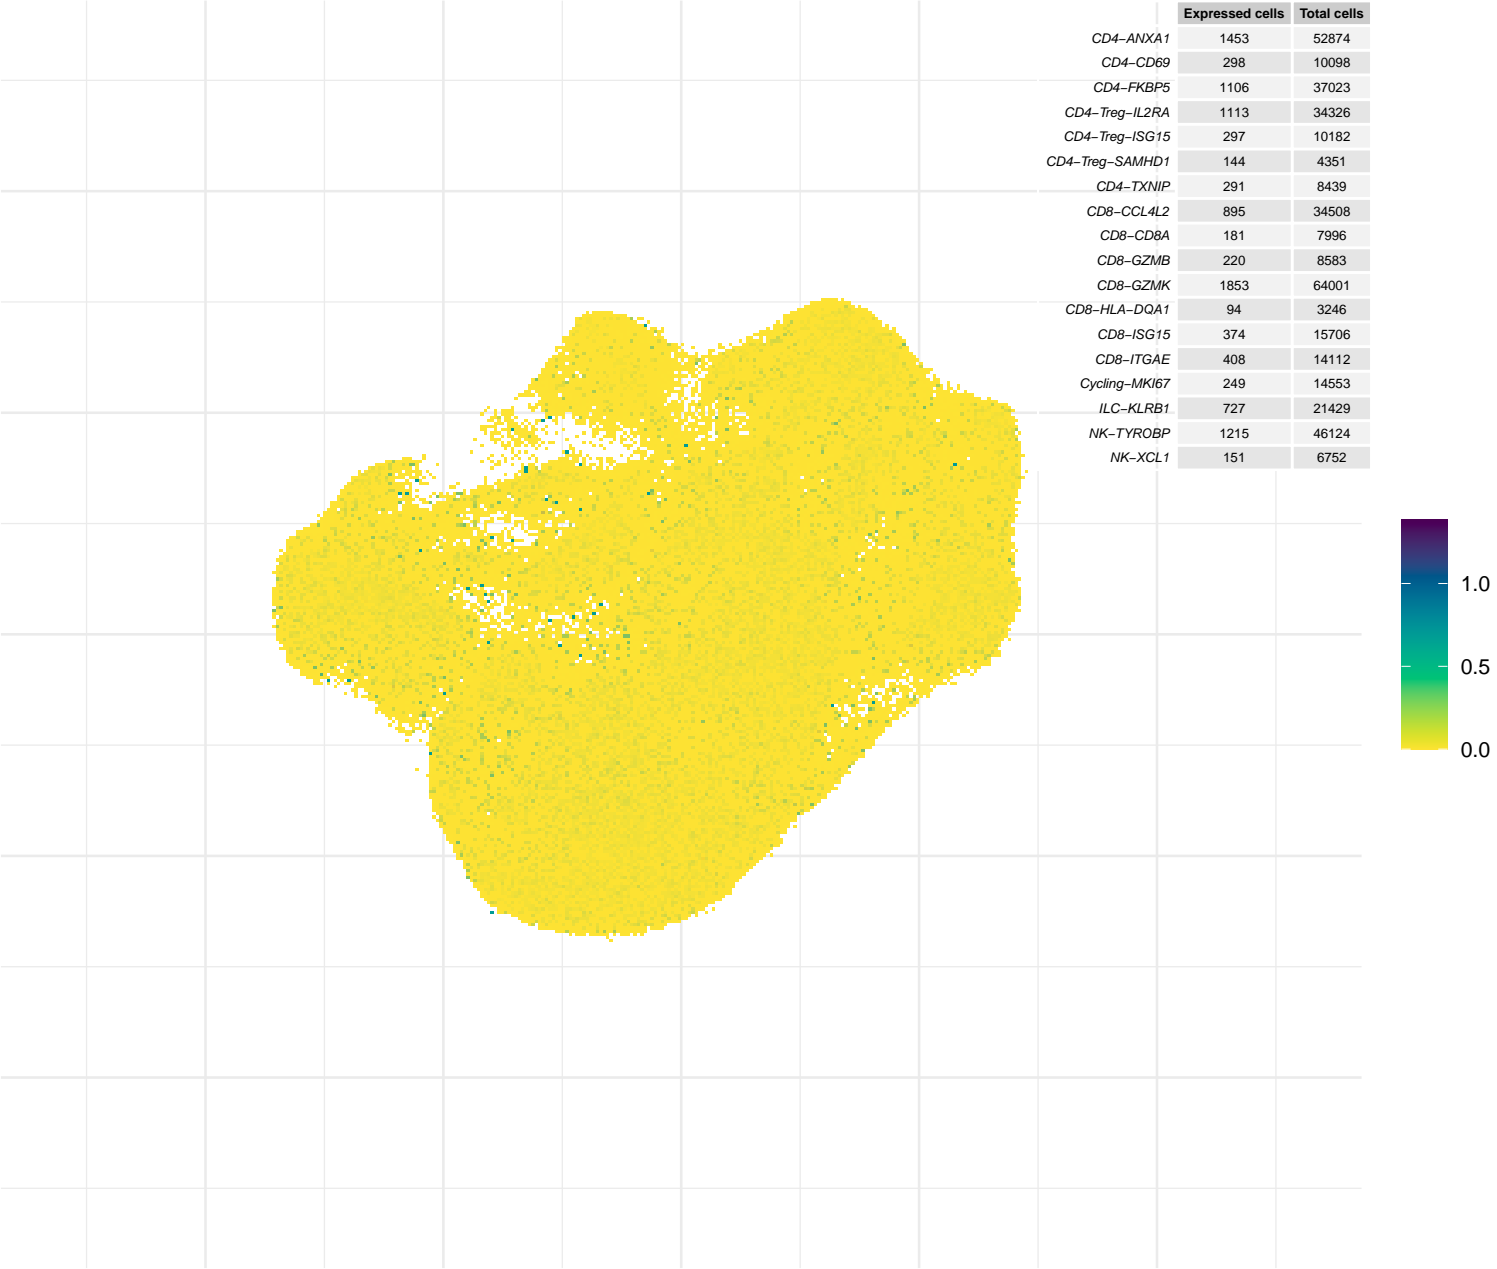 Expressed cells Total cells
CD4−ANXA1 1453 52874
CD4−CD69 298 10098
CD4−FKBP5 1106 37023
CD4−Treg−IL2RA 1113 34326
CD4−Treg−ISG15 297 10182
CD4−Treg−SAMHD1 144 4351
CD4−TXNIP 291 8439
CD8−CCL4L2 895 34508
CD8−CD8A 181 7996
CD8−GZMB 220 8583
CD8−GZMK 1853 64001
CD8−HLA−DQA1 94 3246
CD8−ISG15 374 15706
CD8−ITGAE 408 14112
Cycling−MKI67 249 14553
ILC−KLRB1 727 21429
NK−TYROBP 1215 46124
NK−XCL1 151 6752
1.0
0.5
0.0